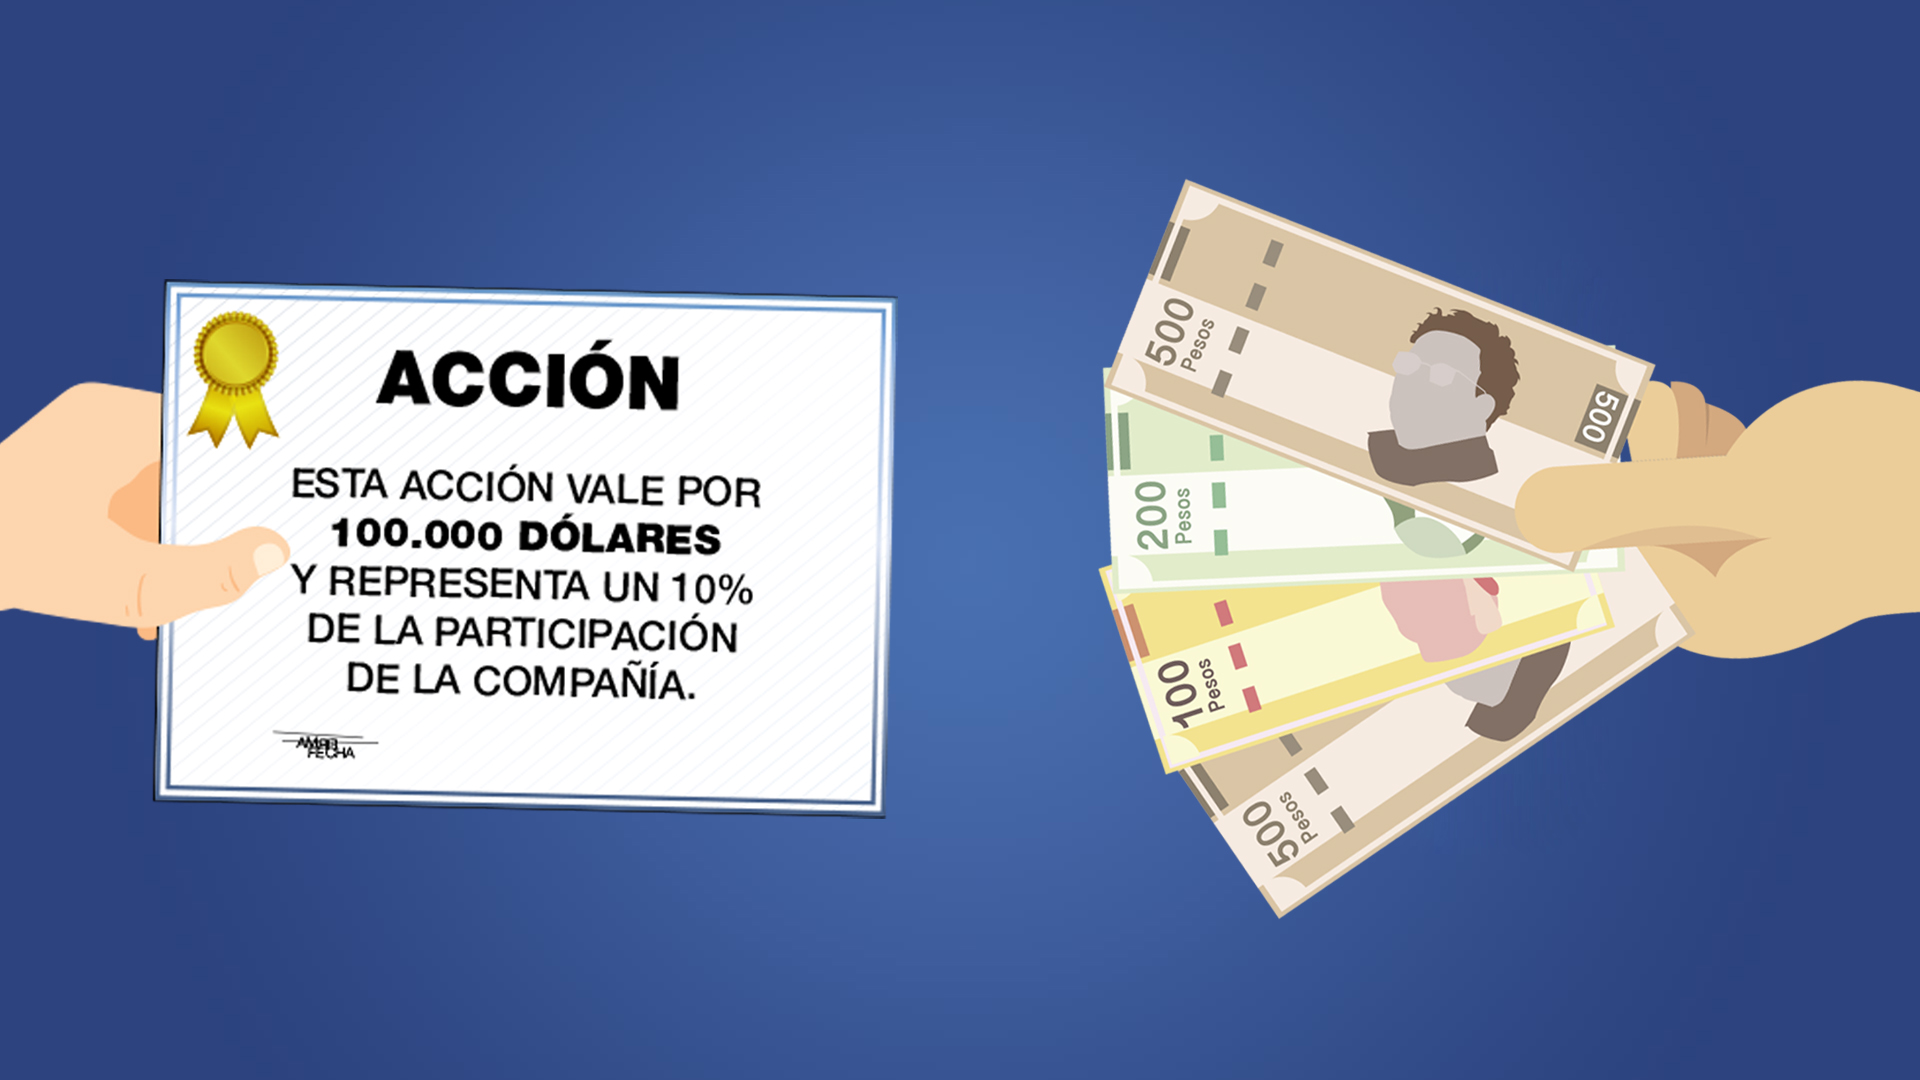 ACCIÓN
ESTA ACCIÓN VALE POR
100.000 DÓLARES
Y REPRESENTA UN 10%
DE LA PARTICIPACIÓN
DE LA COMPAÑÍA.
FECHA
500
Pesos
500
200
Pesos
100
Pesos
500
Pesos